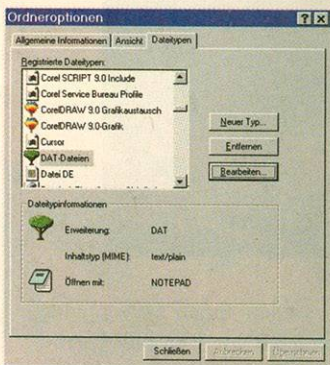 Ordneroptionen
Allgemeine Informationen Ansicht Dateitypen
Registrierte Dateitypen:
Corel SCRIPT 9.0 Include
Corel Service Bureau Profile
CorelDRAW 9.0 Grafikaustausch
CorelDRAW 9.0-Grafik
Cursor
DAT-Dateien
Datei DE
Neuer Typ...
Entfernen
Bearbeiten...
Dateitypinformationen
Erweiterung: DAT
Inhaltstyp (MIME): text/plain
Öffnen mit: NOTEPAD
Schließen Abbrechen Übernehmen